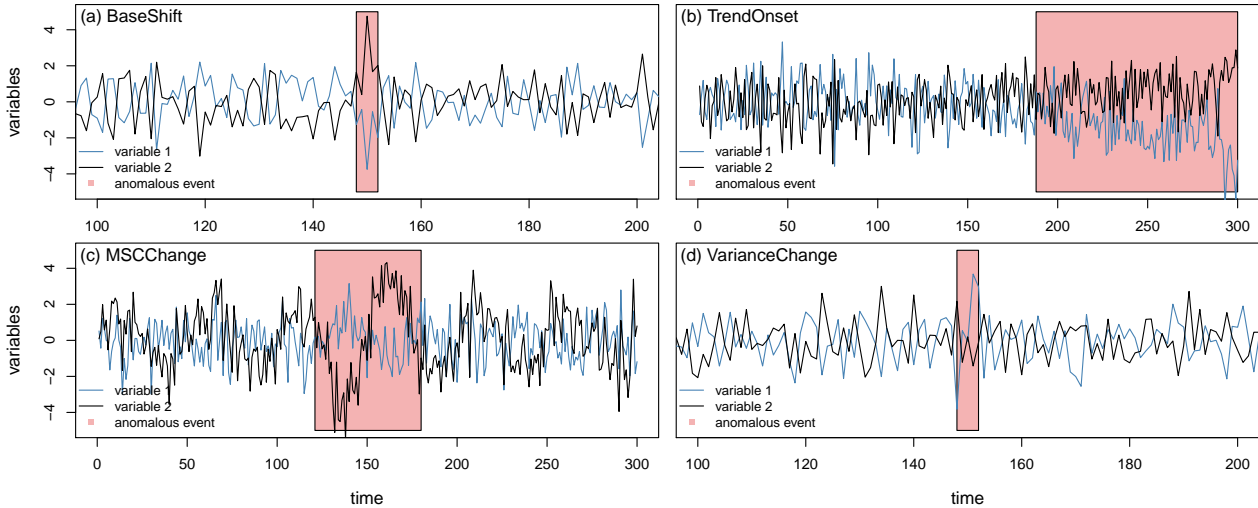 (a) BaseShift
4
2
0
−2
−4
variables
variable 1
variable 2
anomalous event
100 120 140 160 180 200
(b) TrendOnset
variable 1
variable 2
anomalous event
0 50 100 150 200 250 300
(c) MSCChange
4
2
0
−2
−4
variables
variable 1
variable 2
anomalous event
0 50 100 150 200 250 300
time
(d) VarianceChange
variable 1
variable 2
anomalous event
100 120 140 160 180 200
time